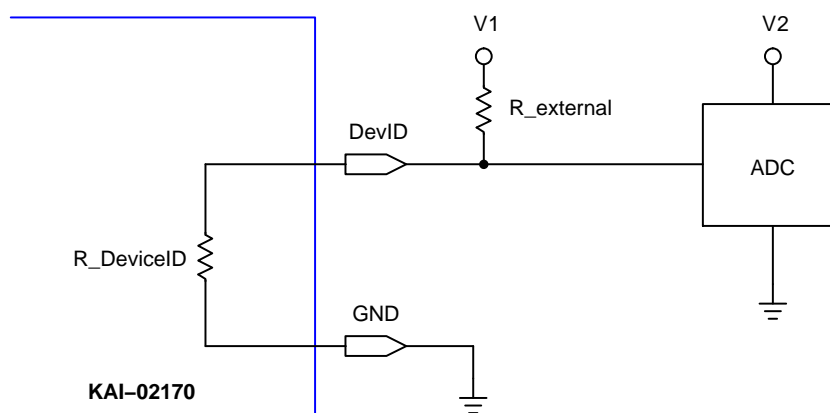 V1
V2
R_external
DevID
ADC
R_DeviceID
GND
KAI–02170